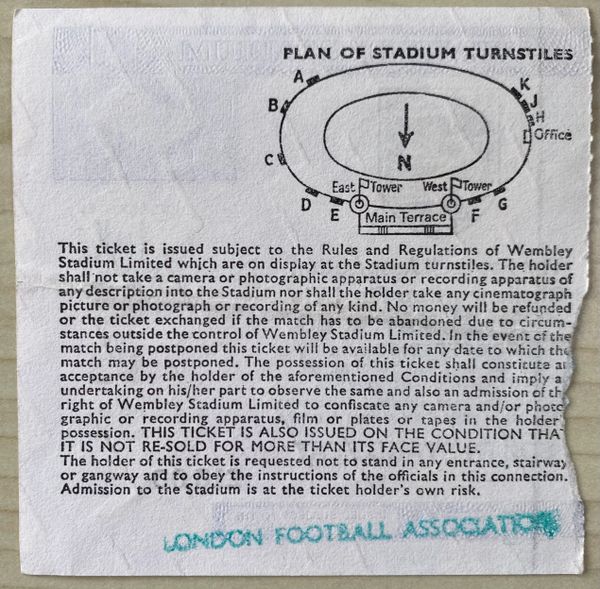 PLAN OF STADIUM TURNSTILES
A
K
B
J
H
Office
C
N
East Tower
West Tower
D
E
Main Terrace
F
G
This ticket is issued subject to the Rules and Regulations of Wembley
Stadium Limited which are on display at the Stadium turnstiles. The holder
shall not take a camera or photographic apparatus or recording apparatus of
any description into the Stadium nor shall the holder take any cinematograph
picture or photograph or recording of any kind. No money will be refunded
or the ticket exchanged if the match has to be abandoned due to circum-
stances outside the control of Wembley Stadium Limited. In the event of the
match being postponed this ticket will be available for any date to which the
match may be postponed. The possession of this ticket shall constitute a
acceptance by the holder of the aforementioned Conditions and imply a
undertaking on his/her part to observe the same and also an admission of th
right of Wembley Stadium Limited to confiscate any camera and/or photo
graphic or recording apparatus, film or plates or tapes in the holder
possession. THIS TICKET IS ALSO ISSUED ON THE CONDITION THA
IT IS NOT RE-SOLD FOR MORE THAN ITS FACE VALUE.
The holder of this ticket is requested not to stand in any entrance, stairway
or gangway and to obey the instructions of the officials in this connection.
Admission to the Stadium is at the ticket holder's own risk.
LONDON FOOTBALL ASSOCIATION